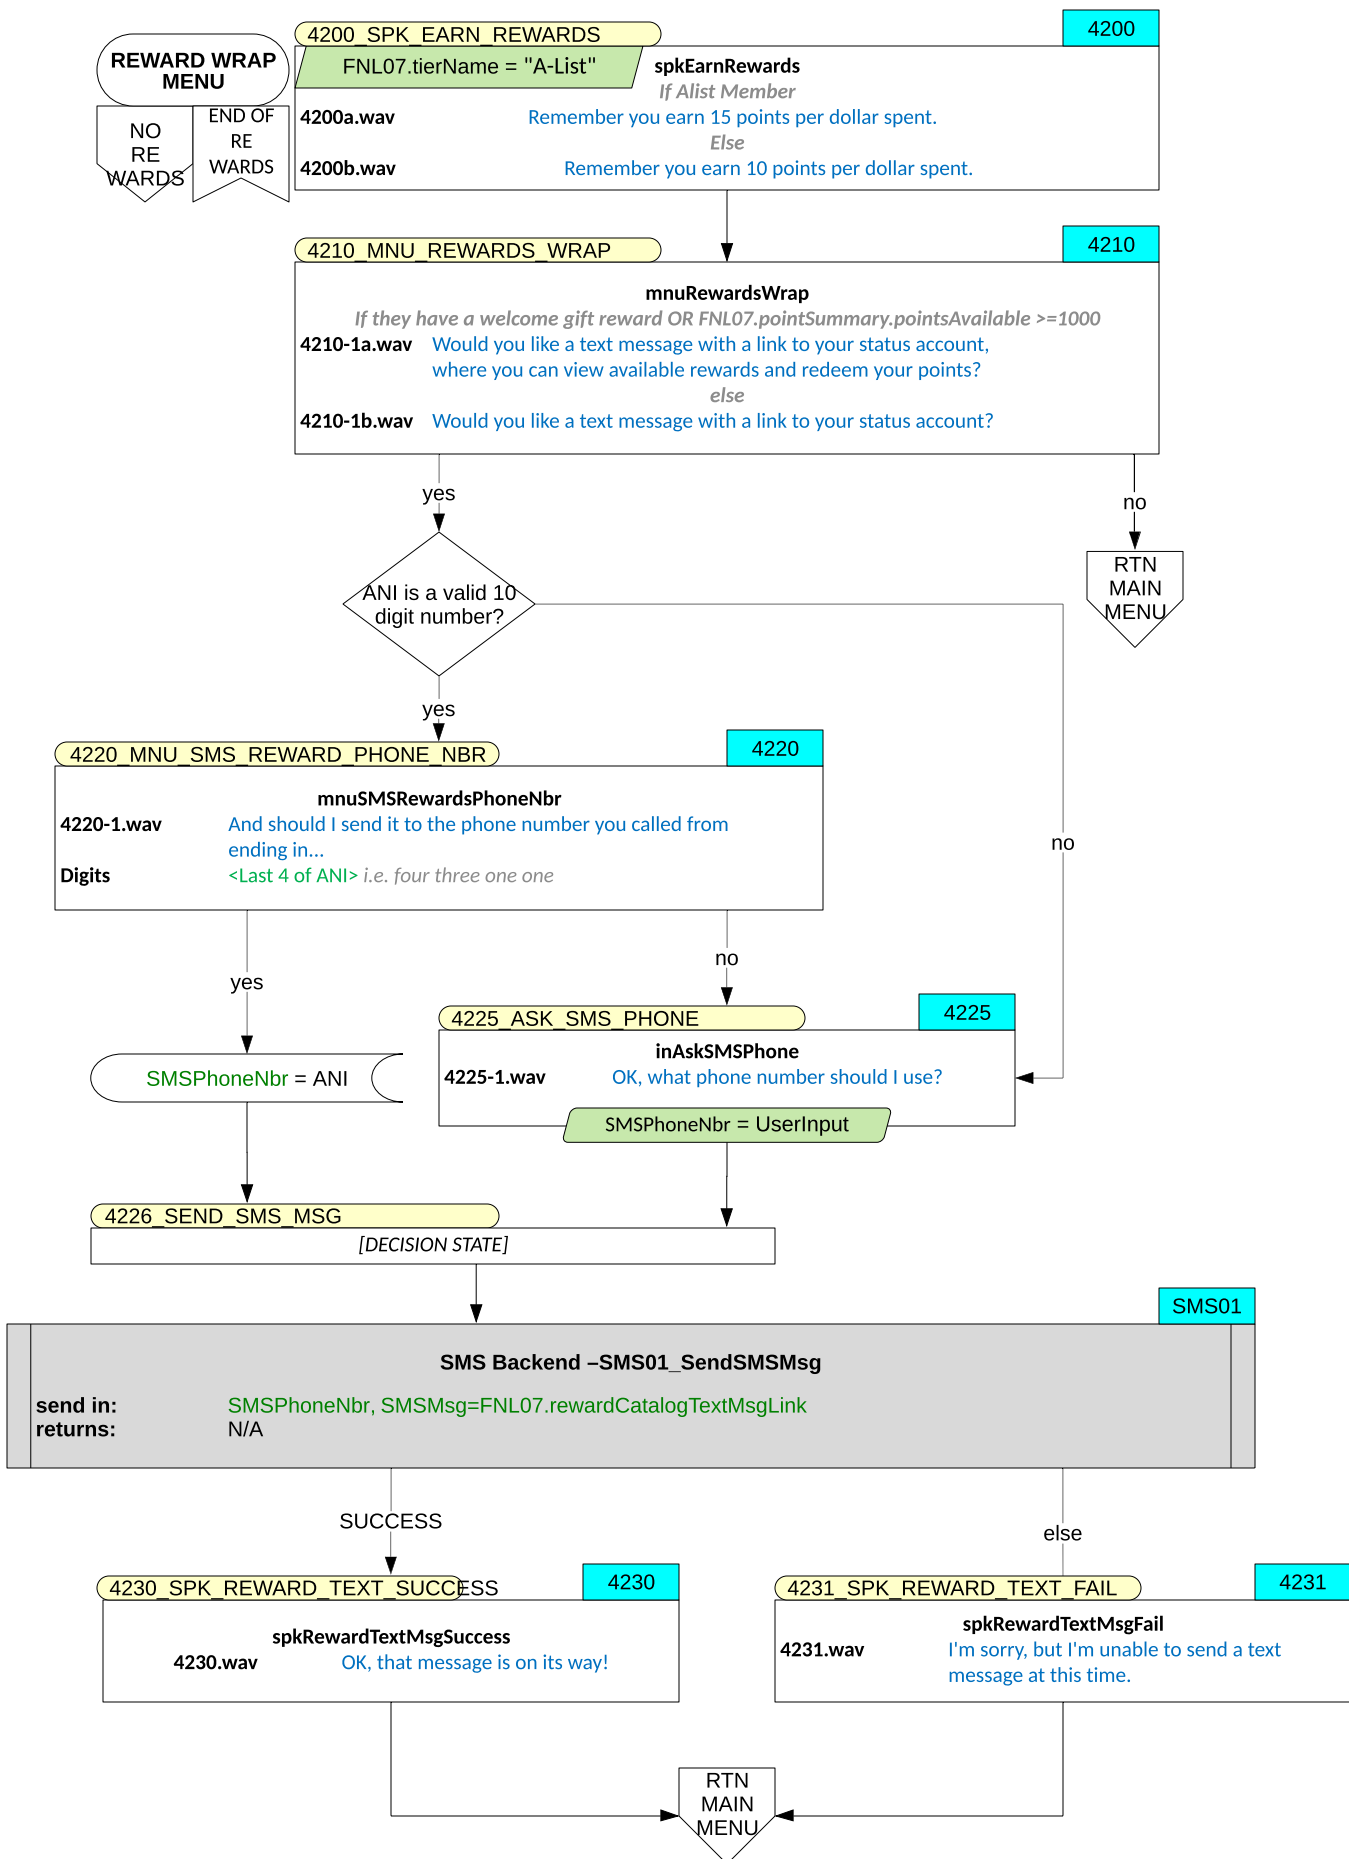 4200_SPK_EARN_REWARDS
4200
REWARD WRAP
MENU
FNL07.tierName = "A-List"
spkEarnRewards
If Alist Member
4200a.wav Remember you earn 15 points per dollar spent.
Else
4200b.wav Remember you earn 10 points per dollar spent.
NO
RE
WARDS
END OF
RE
WARDS
4210_MNU_REWARDS_WRAP
4210
mnuRewardsWrap
If they have a welcome gift reward OR FNL07.pointSummary.pointsAvailable >=1000
4210-1a.wav Would you like a text message with a link to your status account,
where you can view available rewards and redeem your points?
else
4210-1b.wav Would you like a text message with a link to your status account?
yes
no
RTN
MAIN
MENU
ANI is a valid 10
digit number?
yes
no
4220_MNU_SMS_REWARD_PHONE_NBR
4220
mnuSMSRewardsPhoneNbr
4220-1.wav And should I send it to the phone number you called from
ending in...
Digits <Last 4 of ANI> i.e. four three one one
yes
no
4225_ASK_SMS_PHONE
4225
inAskSMSPhone
4225-1.wav OK, what phone number should I use?
SMSPhoneNbr = UserInput
SMSPhoneNbr = ANI
4226_SEND_SMS_MSG
[DECISION STATE]
SMS01
SMS Backend –SMS01_SendSMSMsg
send in: SMSPhoneNbr, SMSMsg=FNL07.rewardCatalogTextMsgLink
returns: N/A
SUCCESS
else
4230_SPK_REWARD_TEXT_SUCCESS
4230
spkRewardTextMsgSuccess
4230.wav OK, that message is on its way!
4231_SPK_REWARD_TEXT_FAIL
4231
spkRewardTextMsgFail
4231.wav I'm sorry, but I'm unable to send a text
message at this time.
RTN
MAIN
MENU